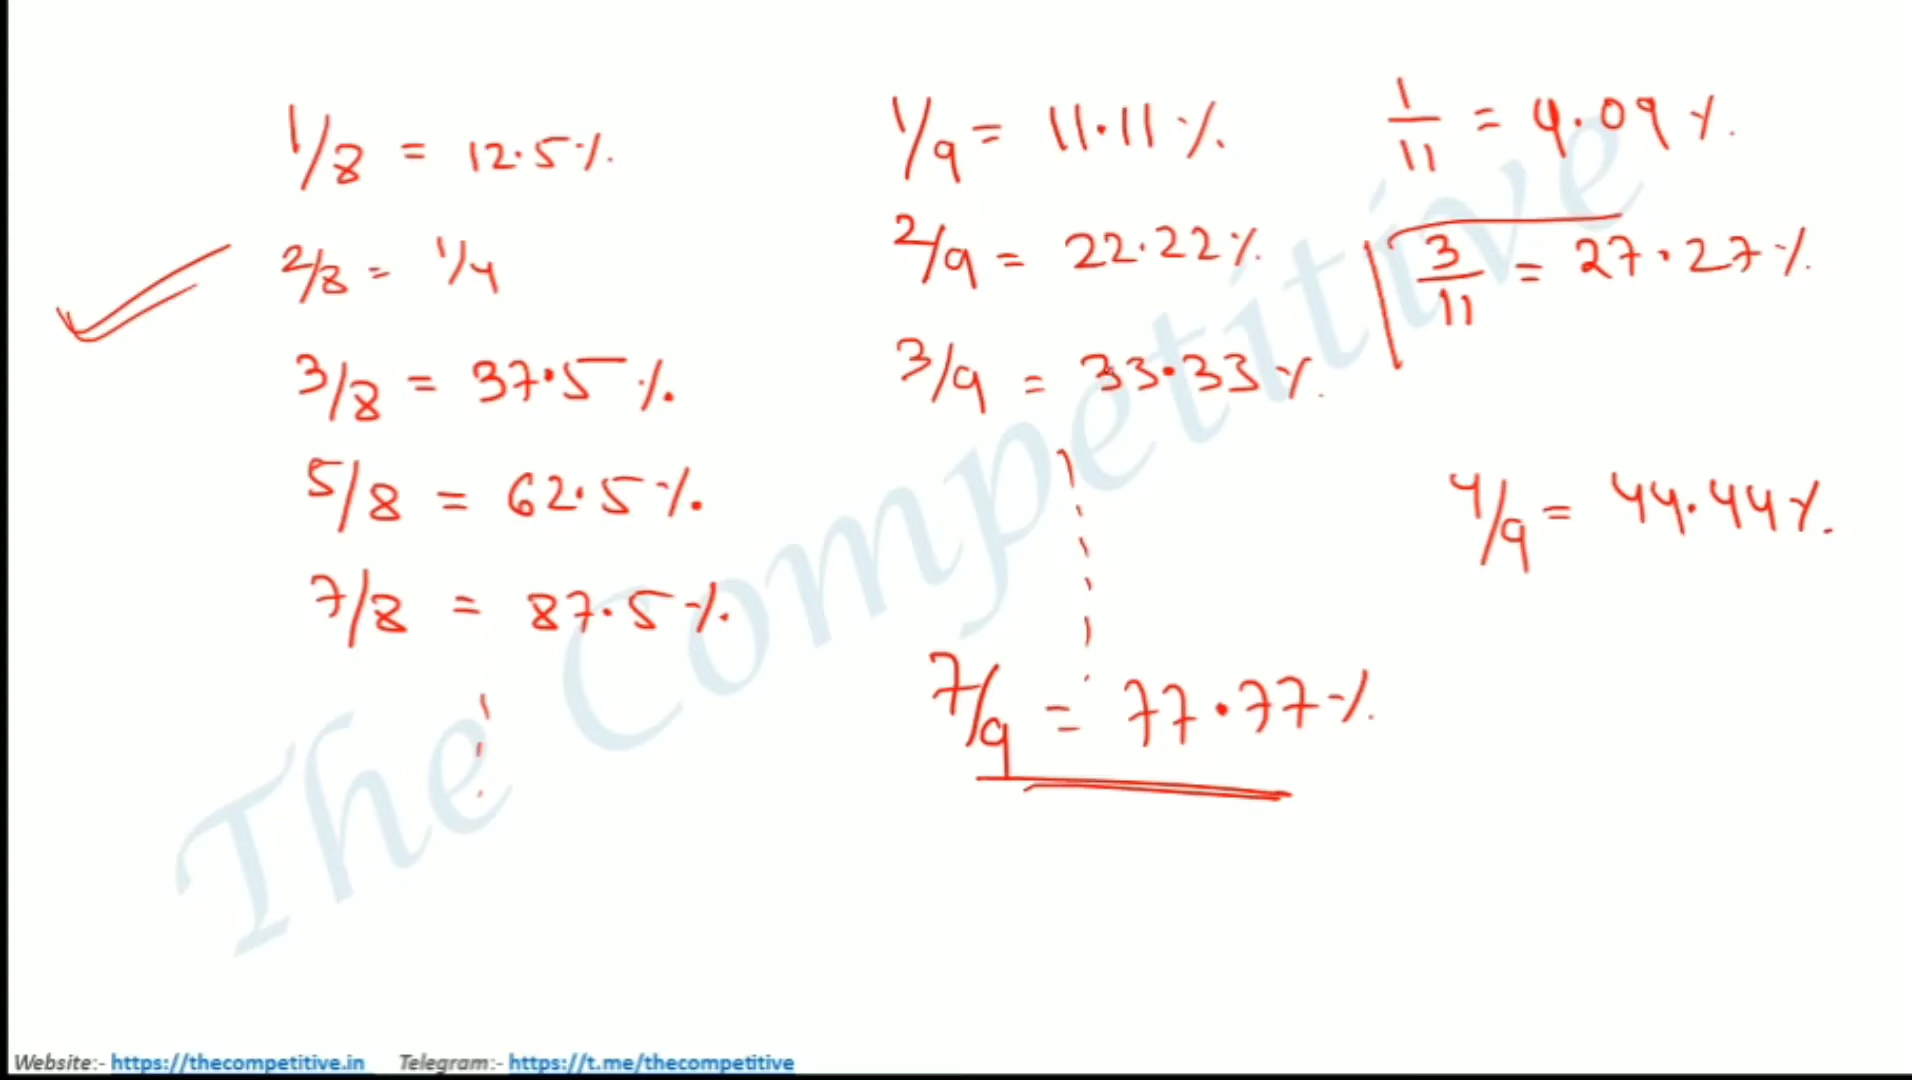 1/8 = 12.5%
2/8 = 1/4
3/8 = 37.5%
5/8 = 62.5%
7/8 = 87.5%
1/9 = 11.11%
2/9 = 22.22%
3/9 = 33.33%
7/9 = 77.77%
1/11 = 9.09%
3/11 = 27.27%
4/9 = 44.44%
The Competitive
Website:- https://thecompetitive.in Telegram:- https://t.me/thecompetitive